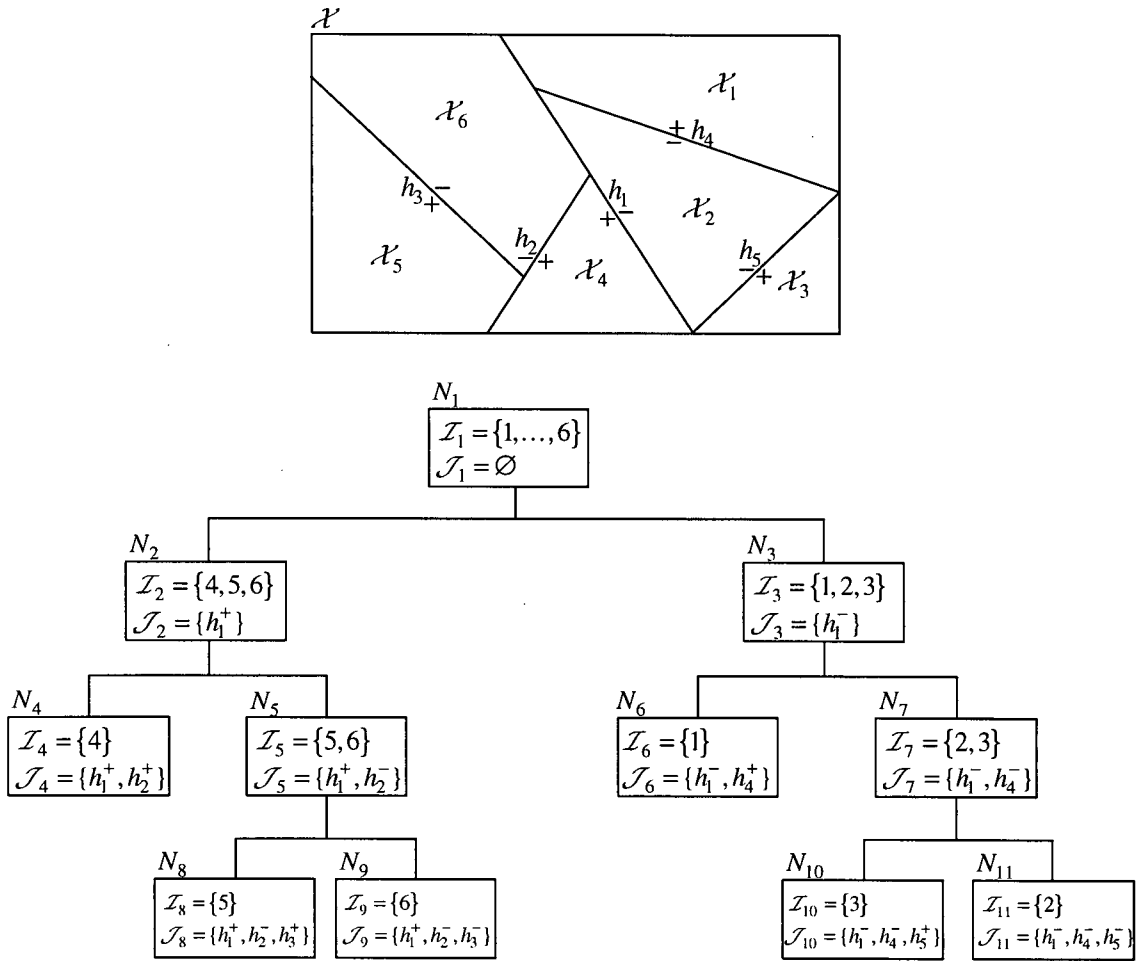 𝒳
𝒳₁
𝒳₆
+
− h₄
h₃ −
+
h₁
+ −
𝒳₂
h₂
− +
h₅
− +
𝒳₅
𝒳₄
𝒳₃
N₁
ℐ₁ = {1,…,6}
𝒥₁ = ∅
N₂
ℐ₂ = {4,5,6}
𝒥₂ = {h₁⁺}
N₃
ℐ₃ = {1,2,3}
𝒥₃ = {h₁⁻}
N₄
ℐ₄ = {4}
𝒥₄ = {h₁⁺, h₂⁺}
N₅
ℐ₅ = {5,6}
𝒥₅ = {h₁⁺, h₂⁻}
N₆
ℐ₆ = {1}
𝒥₆ = {h₁⁻, h₄⁺}
N₇
ℐ₇ = {2,3}
𝒥₇ = {h₁⁻, h₄⁻}
N₈
ℐ₈ = {5}
𝒥₈ = {h₁⁺, h₂⁻, h₃⁺}
N₉
ℐ₉ = {6}
𝒥₉ = {h₁⁺, h₂⁻, h₃⁻}
N₁₀
ℐ₁₀ = {3}
𝒥₁₀ = {h₁⁻, h₄⁻, h₅⁺}
N₁₁
ℐ₁₁ = {2}
𝒥₁₁ = {h₁⁻, h₄⁻, h₅⁻}